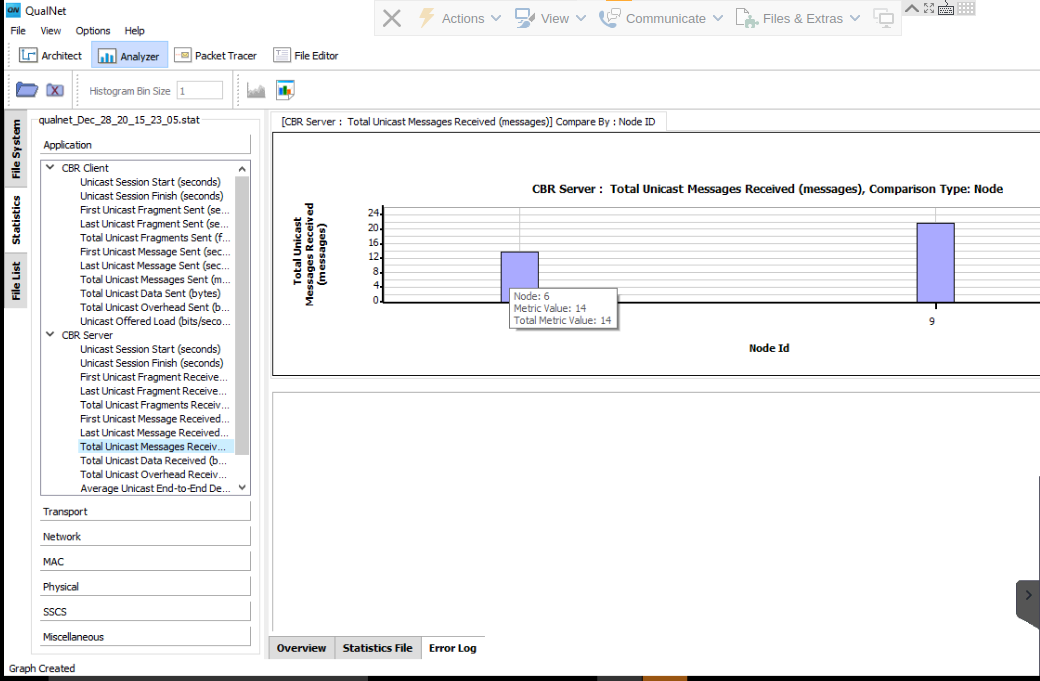 QN QualNet
Actions View Communicate Files & Extras
File View Options Help
Architect Analyzer Packet Tracer File Editor
Histogram Bin Size 1
File System
Statistics
File List
qualnet_Dec_28_20_15_23_05.stat
Application
CBR Client
Unicast Session Start (seconds)
Unicast Session Finish (seconds)
First Unicast Fragment Sent (se...
Last Unicast Fragment Sent (se...
Total Unicast Fragments Sent (f...
First Unicast Message Sent (sec...
Last Unicast Message Sent (sec...
Total Unicast Messages Sent (m...
Total Unicast Data Sent (bytes)
Total Unicast Overhead Sent (b...
Unicast Offered Load (bits/seco...
CBR Server
Unicast Session Start (seconds)
Unicast Session Finish (seconds)
First Unicast Fragment Receive...
Last Unicast Fragment Receive...
Total Unicast Fragments Receiv...
First Unicast Message Received...
Last Unicast Message Received...
Total Unicast Messages Receiv...
Total Unicast Data Received (b...
Total Unicast Overhead Receiv...
Average Unicast End-to-End De...
Transport
Network
MAC
Physical
SSCS
Miscellaneous
[CBR Server : Total Unicast Messages Received (messages)] Compare By : Node ID
CBR Server : Total Unicast Messages Received (messages), Comparison Type: Node
Total Unicast
Messages Received
(messages)
24
20
16
12
8
4
0
Node: 6
Metric Value: 14
Total Metric Value: 14
9
Node Id
Overview Statistics File Error Log
Graph Created